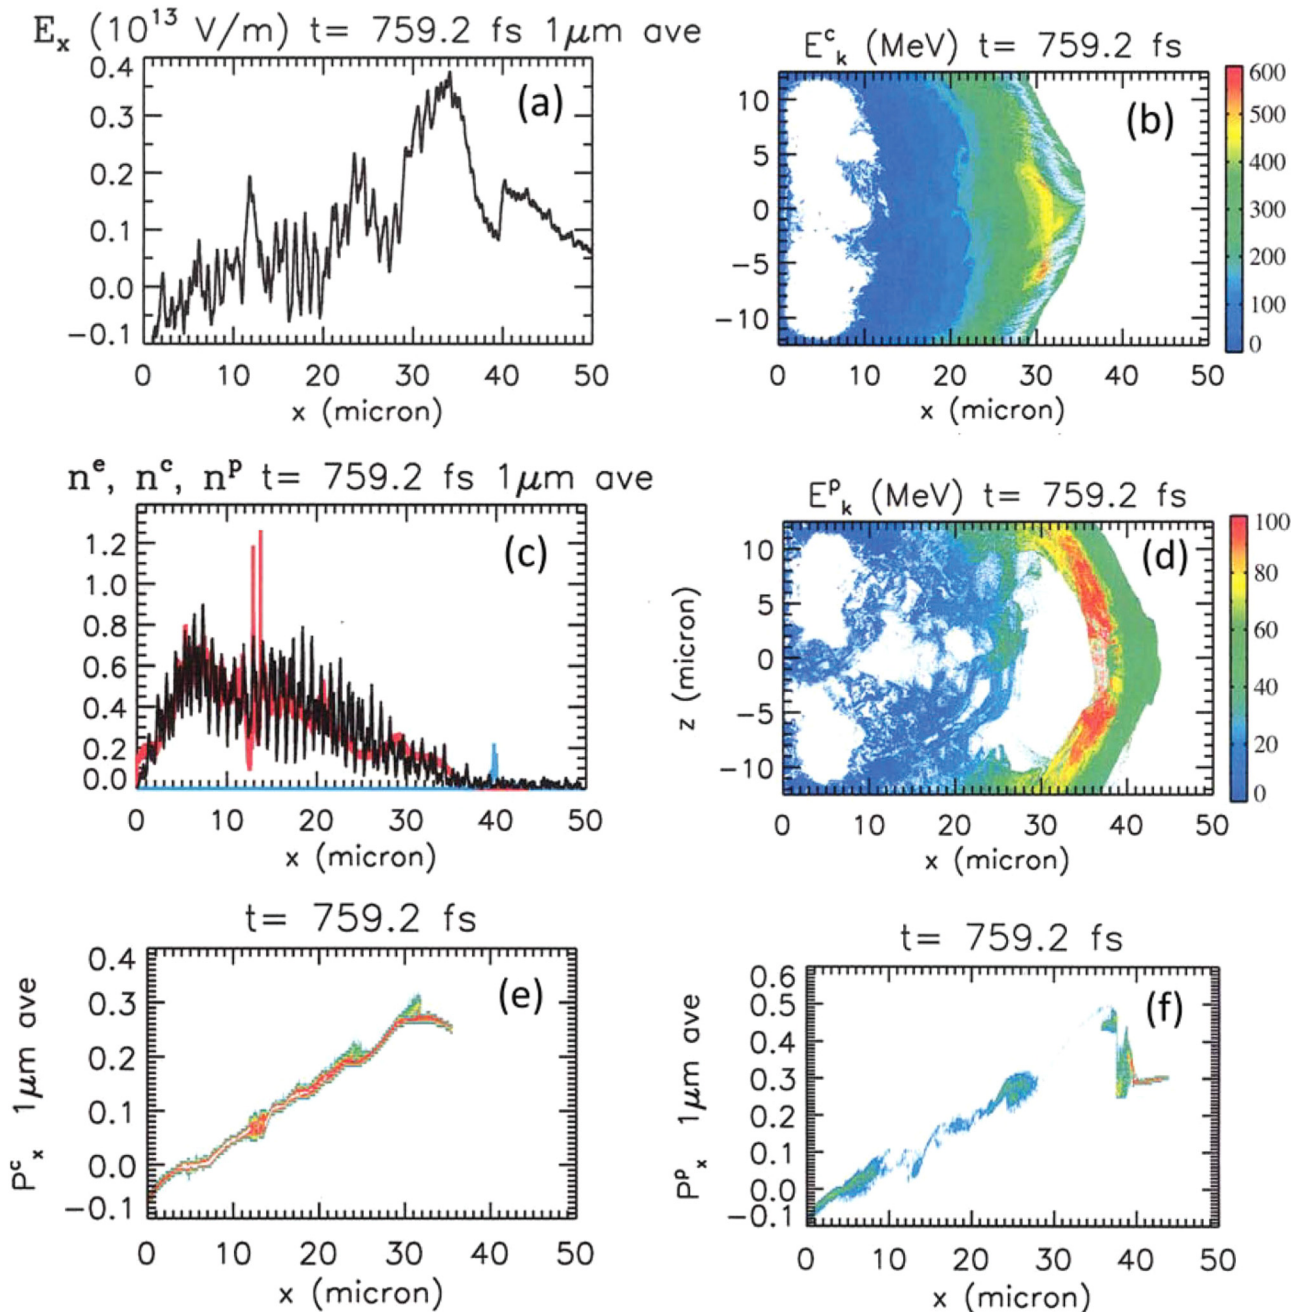 E_x (10^13 V/m) t= 759.2 fs 1μm ave
(a)
0.4
0.3
0.2
0.1
0.0
−0.1
0 10 20 30 40 50
x (micron)
E^c_k (MeV) t= 759.2 fs
(b)
10
5
0
−5
−10
0 10 20 30 40 50
x (micron)
600
500
400
300
200
100
0
n^e, n^c, n^p t= 759.2 fs 1μm ave
(c)
1.2
1.0
0.8
0.6
0.4
0.2
0.0
0 10 20 30 40 50
x (micron)
E^p_k (MeV) t= 759.2 fs
(d)
z (micron)
10
5
0
−5
−10
0 10 20 30 40 50
x (micron)
100
80
60
40
20
0
t= 759.2 fs
(e)
P^c_x 1μm ave
0.4
0.3
0.2
0.1
0.0
−0.1
0 10 20 30 40 50
x (micron)
t= 759.2 fs
(f)
P^p_x 1μm ave
0.6
0.5
0.4
0.3
0.2
0.1
0.0
−0.1
0 10 20 30 40 50
x (micron)